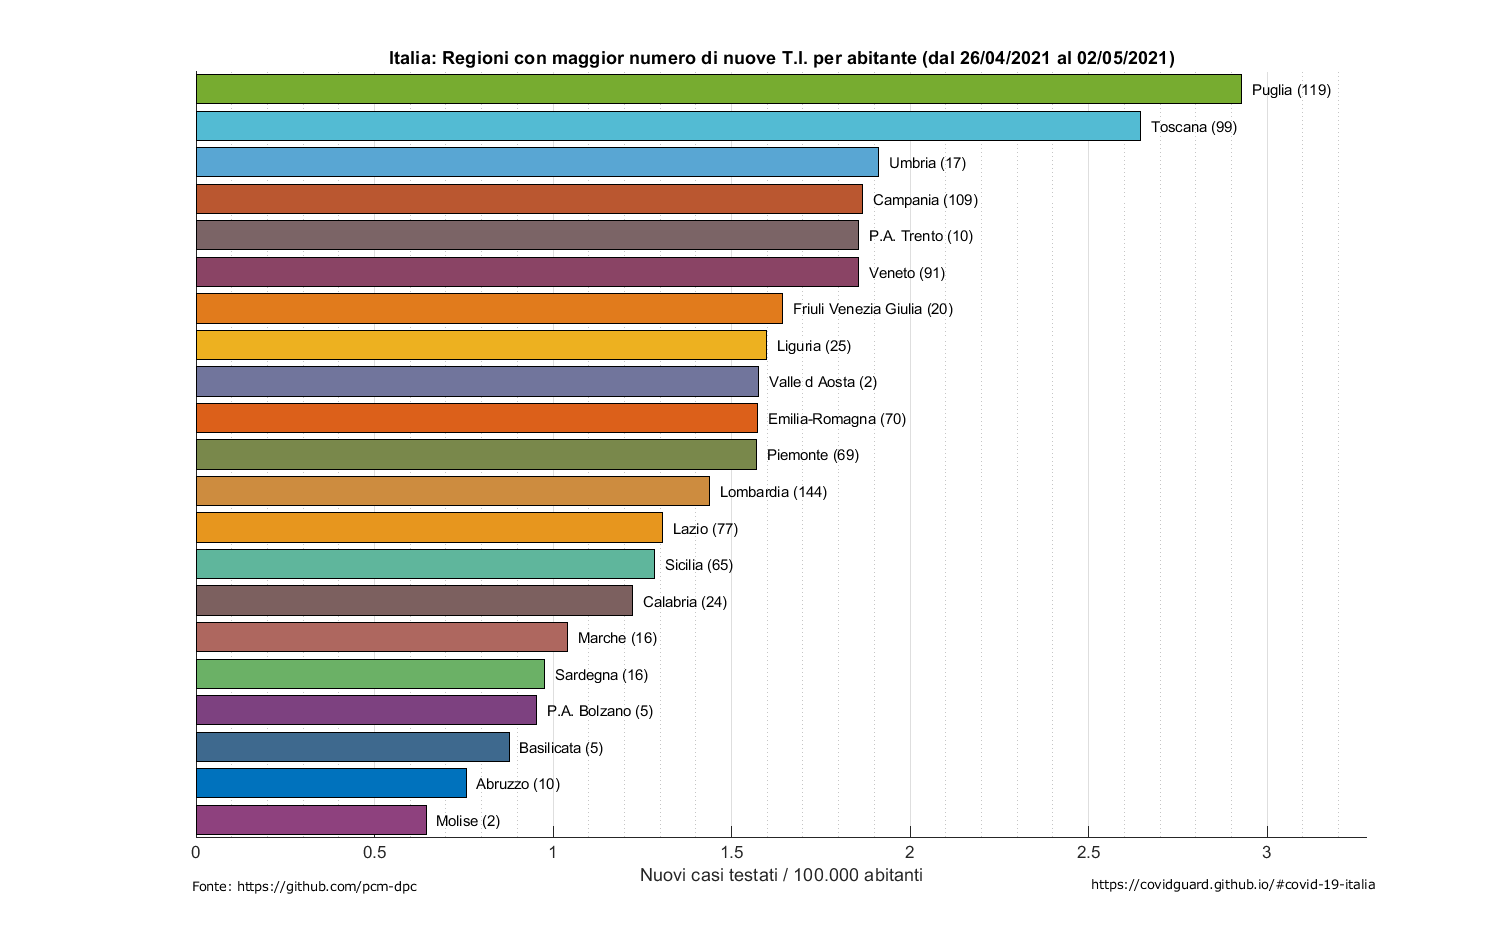 Italia: Regioni con maggior numero di nuove T.I. per abitante (dal 26/04/2021 al 02/05/2021)
Puglia (119)
Toscana (99)
Umbria (17)
Campania (109)
P.A. Trento (10)
Veneto (91)
Friuli Venezia Giulia (20)
Liguria (25)
Valle d Aosta (2)
Emilia-Romagna (70)
Piemonte (69)
Lombardia (144)
Lazio (77)
Sicilia (65)
Calabria (24)
Marche (16)
Sardegna (16)
P.A. Bolzano (5)
Basilicata (5)
Abruzzo (10)
Molise (2)
0 0.5 1 1.5 2 2.5 3
Nuovi casi testati / 100.000 abitanti
Fonte: https://github.com/pcm-dpc
https://covidguard.github.io/#covid-19-italia